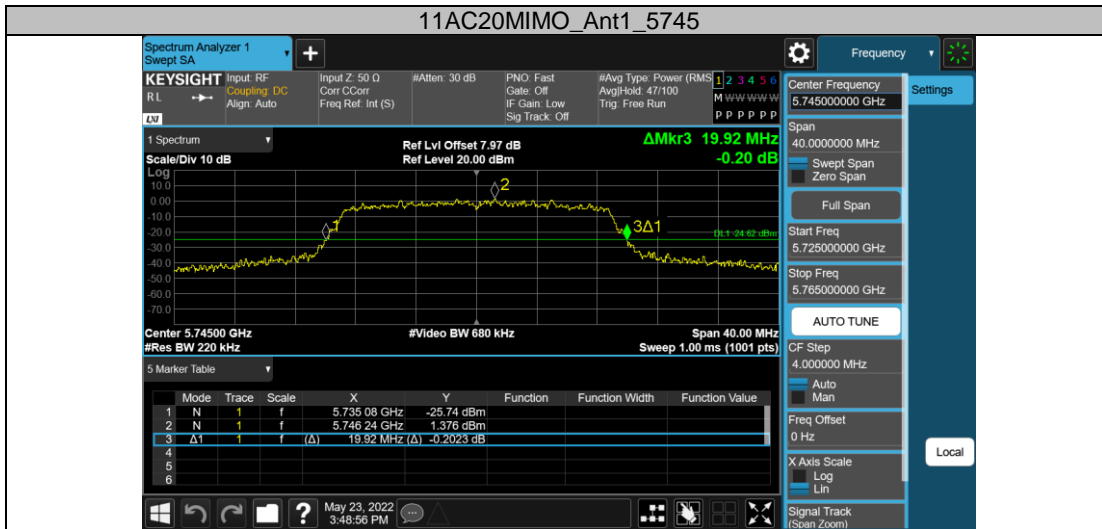 11AC20MIMO_Ant1_5745
Spectrum Analyzer 1
Swept SA
Frequency
KEYSIGHT
RL
LXI
Input: RF
Coupling: DC
Align: Auto
Input Z: 50 Ω
Corr CCorr
Freq Ref: Int (S)
#Atten: 30 dB
PNO: Fast
Gate: Off
IF Gain: Low
Sig Track: Off
#Avg Type: Power (RMS
Avg|Hold: 47/100
Trig: Free Run
1 2 3 4 5 6
M W W W W W
P P P P P P
1 Spectrum
Scale/Div 10 dB
Ref Lvl Offset 7.97 dB
Ref Level 20.00 dBm
ΔMkr3 19.92 MHz
-0.20 dB
Log
10.0
0.00
-10.0
-20.0
-30.0
-40.0
-50.0
-60.0
-70.0
1
2
3Δ1
DL1 -24.62 dBm
Center 5.74500 GHz
#Video BW 680 kHz
Span 40.00 MHz
#Res BW 220 kHz
Sweep 1.00 ms (1001 pts)
5 Marker Table
Mode Trace Scale X Y Function Function Width Function Value
1 N 1 f 5.735 08 GHz -25.74 dBm
2 N 1 f 5.746 24 GHz 1.376 dBm
3 Δ1 1 f (Δ) 19.92 MHz (Δ) -0.2023 dB
4
5
6
May 23, 2022
3:48:56 PM
Center Frequency
5.745000000 GHz
Settings
Span
40.0000000 MHz
Swept Span
Zero Span
Full Span
Start Freq
5.725000000 GHz
Stop Freq
5.765000000 GHz
AUTO TUNE
CF Step
4.000000 MHz
Auto
Man
Freq Offset
0 Hz
X Axis Scale
Log
Lin
Signal Track
(Span Zoom)
Local